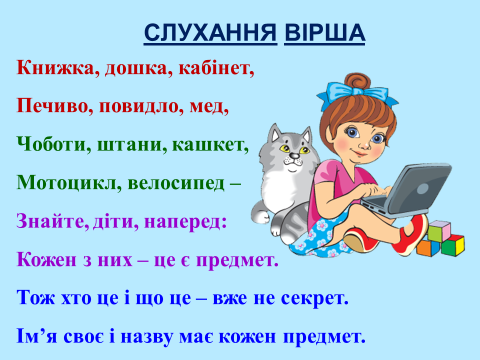 СЛУХАННЯ ВІРША
Книжка, дошка, кабінет,
Печиво, повидло, мед,
Чоботи, штани, кашкет,
Мотоцикл, велосипед –
Знайте, діти, наперед:
Кожен з них – це є предмет.
Тож хто це і що це – вже не секрет.
Ім’я своє і назву має кожен предмет.